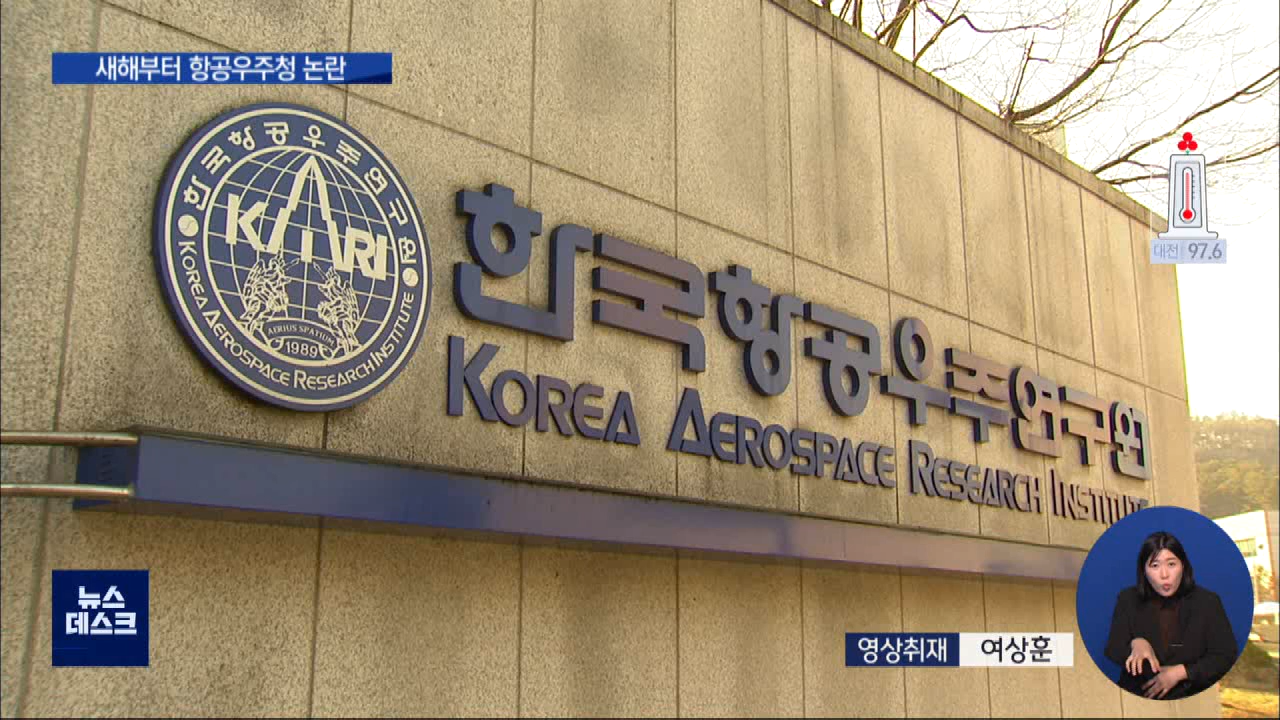 새해부터 항공우주청 논란
한국항공우주연구원
KARI
AERIUS SPATIUM
1989
KOREA AEROSPACE RESEARCH INSTITUTE
한국항공우주연구원
KOREA AEROSPACE RESEARCH INSTITUTE
대전 97.6
뉴스
데스크
영상취재 여상훈